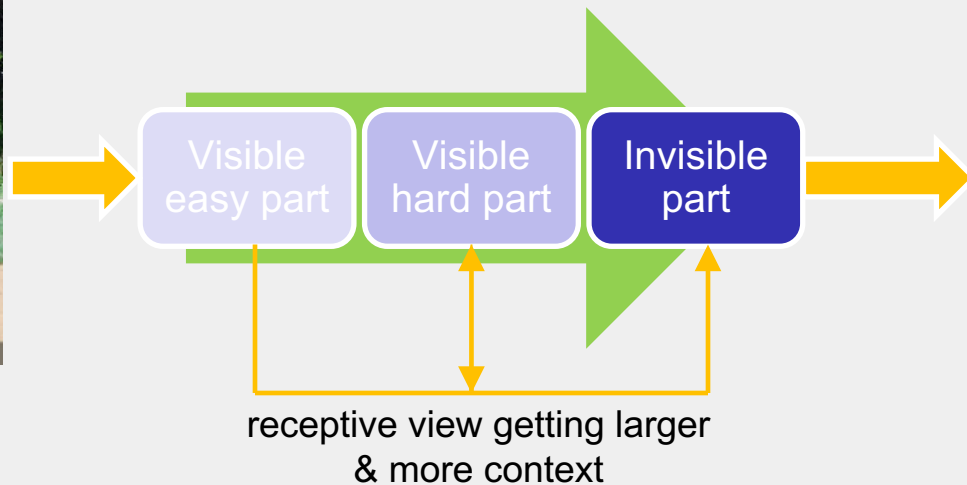 Visible
easy part
Visible
hard part
Invisible
part
receptive view getting larger
& more context